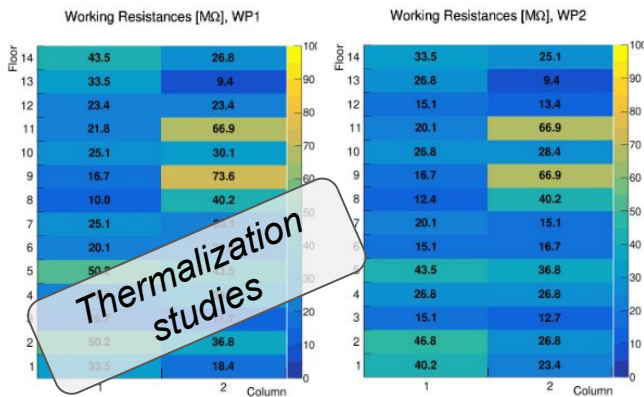 Working Resistances [MΩ], WP1
Floor
14 43.5 26.8
13 33.5 9.4
12 23.4 23.4
11 21.8 66.9
10 25.1 30.1
9 16.7 73.6
8 10.0 40.2
7 25.1
6 20.1
5
4
2 50.2 36.8
1 33.5 18.4
2
Column
100
90
80
70
60
50
40
30
20
10
0
Thermalization
studies
Working Resistances [MΩ], WP2
Floor
14 33.5 25.1
13 26.8 9.4
12 15.1 13.4
11 20.1 66.9
10 26.8 28.4
9 16.7 66.9
8 12.4 40.2
7 20.1 15.1
6 15.1 16.7
5 43.5 36.8
4 26.8 26.8
3 15.1 12.7
2 46.8 26.8
1 40.2 23.4
1 2
Column
100
90
80
70
60
50
40
30
20
10
0